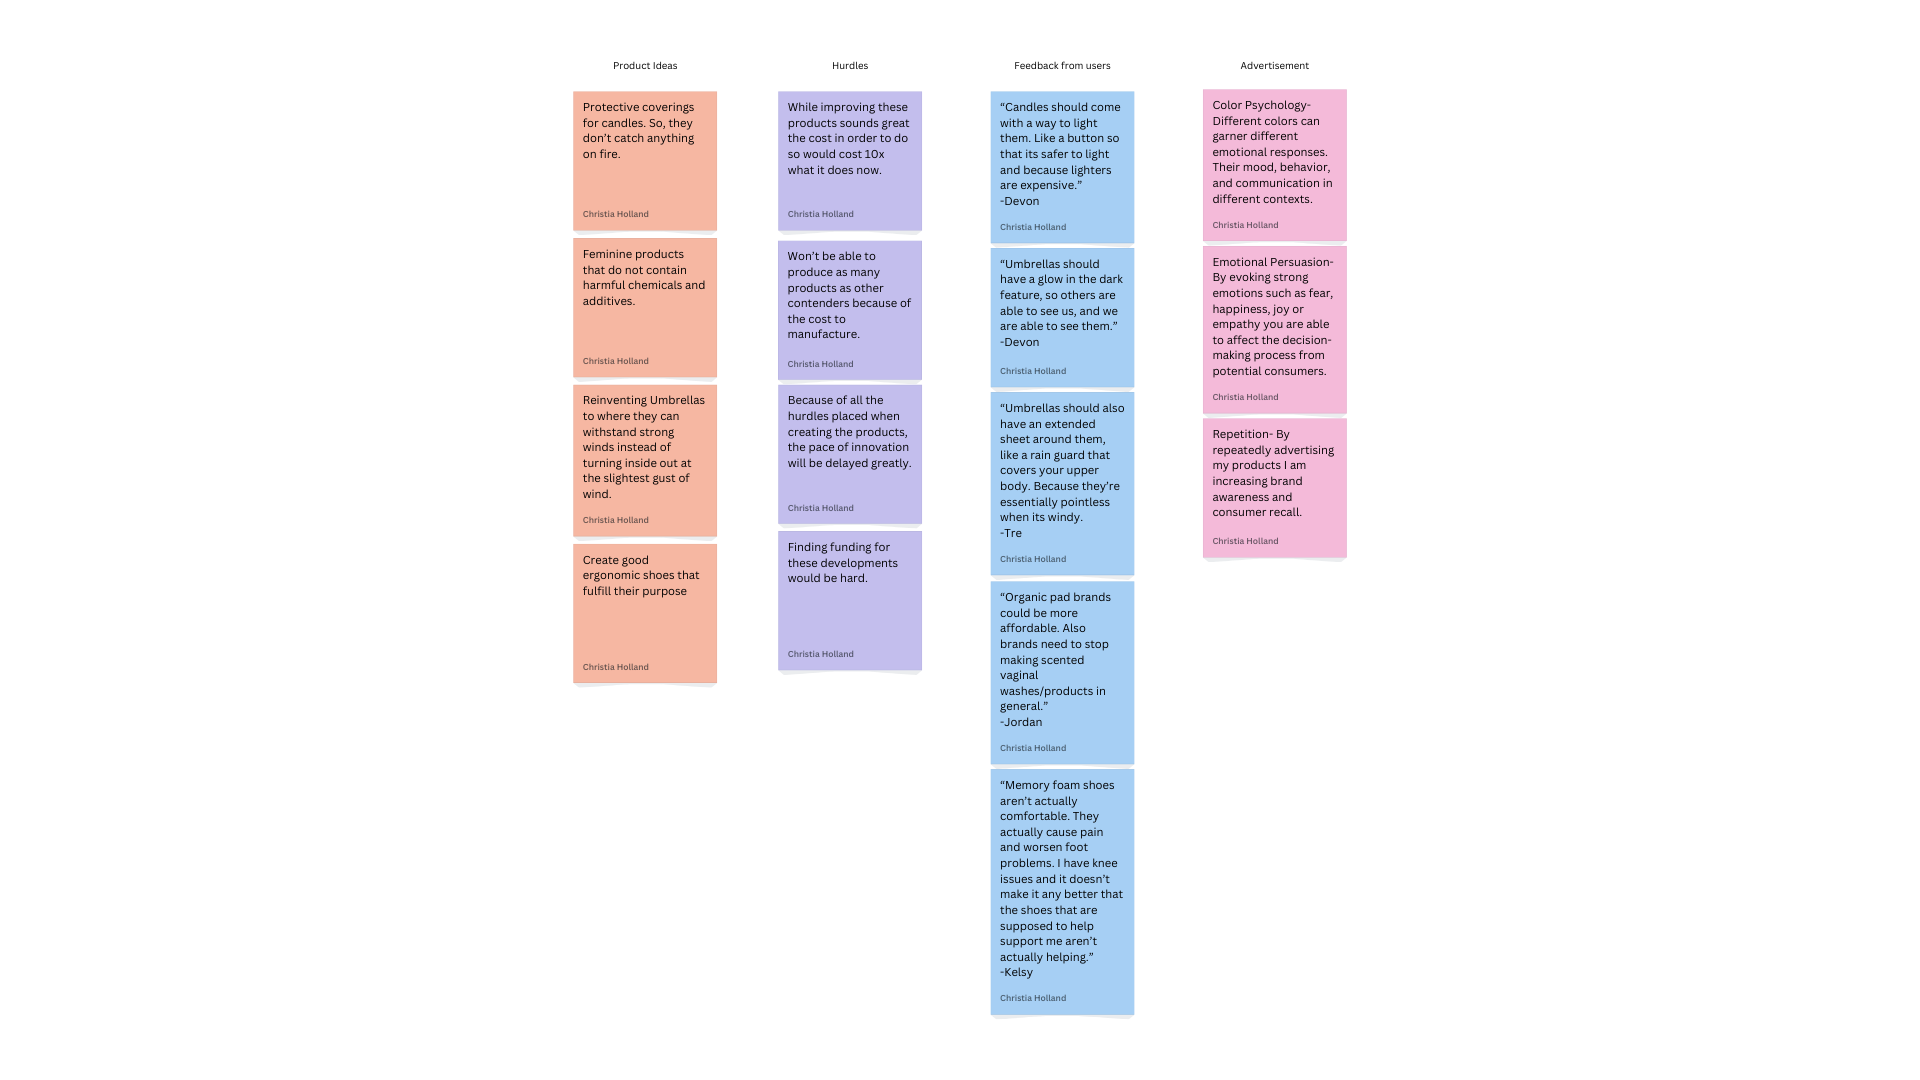 Product Ideas
Protective coverings
for candles. So, they
don't catch anything
on fire.
Christia Holland
Feminine products
that do not contain
harmful chemicals and
additives.
Christia Holland
Reinventing Umbrellas
to where they can
withstand strong
winds instead of
turning inside out at
the slightest gust of
wind.
Christia Holland
Create good
ergonomic shoes that
fulfill their purpose
Christia Holland
Hurdles
While improving these
products sounds great
the cost in order to do
so would cost 10x
what it does now.
Christia Holland
Won't be able to
produce as many
products as other
contenders because of
the cost to
manufacture.
Christia Holland
Because of all the
hurdles placed when
creating the products,
the pace of innovation
will be delayed greatly.
Christia Holland
Finding funding for
these developments
would be hard.
Christia Holland
Feedback from users
“Candles should come
with a way to light
them. Like a button so
that its safer to light
and because lighters
are expensive.”
-Devon
Christia Holland
“Umbrellas should
have a glow in the dark
feature, so others are
able to see us, and we
are able to see them.”
-Devon
Christia Holland
“Umbrellas should also
have an extended
sheet around them,
like a rain guard that
covers your upper
body. Because they're
essentially pointless
when its windy.
-Tre
Christia Holland
“Organic pad brands
could be more
affordable. Also
brands need to stop
making scented
vaginal
washes/products in
general.”
-Jordan
Christia Holland
“Memory foam shoes
aren't actually
comfortable. They
actually cause pain
and worsen foot
problems. I have knee
issues and it doesn't
make it any better that
the shoes that are
supposed to help
support me aren't
actually helping.”
-Kelsy
Christia Holland
Advertisement
Color Psychology-
Different colors can
garner different
emotional responses.
Their mood, behavior,
and communication in
different contexts.
Christia Holland
Emotional Persuasion-
By evoking strong
emotions such as fear,
happiness, joy or
empathy you are able
to affect the decision-
making process from
potential consumers.
Christia Holland
Repetition- By
repeatedly advertising
my products I am
increasing brand
awareness and
consumer recall.
Christia Holland